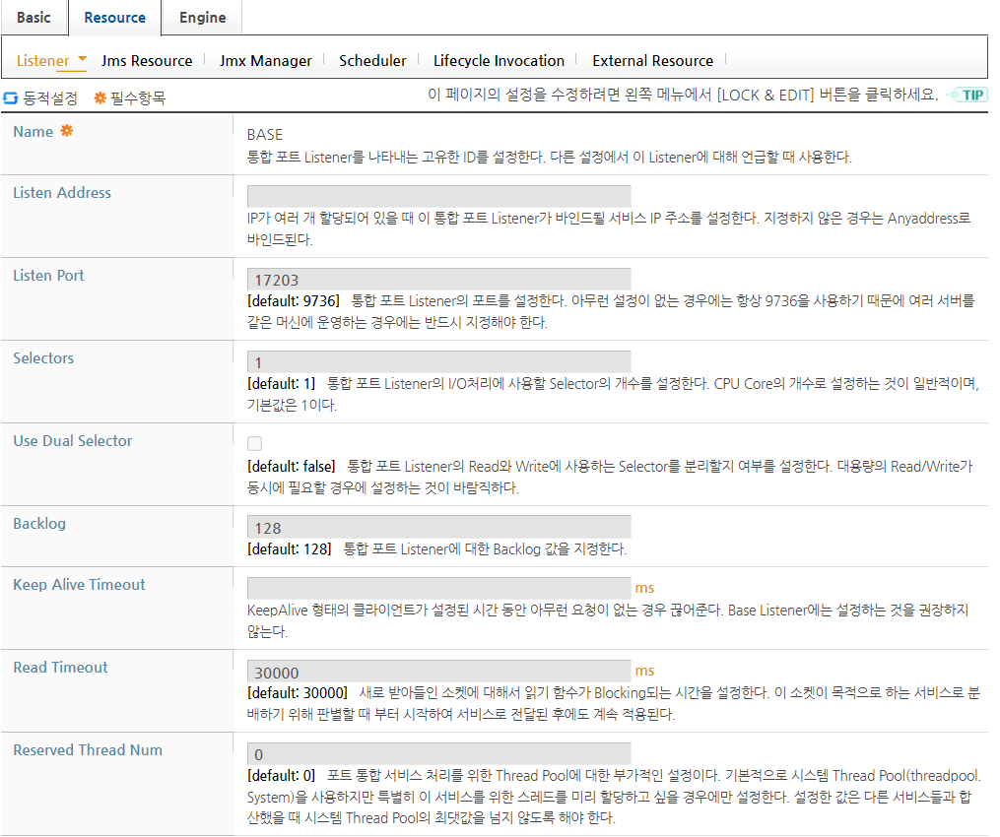 Basic Resource Engine
Listener Jms Resource Jmx Manager Scheduler Lifecycle Invocation External Resource
동적설정 필수항목 이 페이지의 설정을 수정하려면 왼쪽 메뉴에서 [LOCK & EDIT] 버튼을 클릭하세요. TIP
Name BASE
통합 포트 Listener를 나타내는 고유한 ID를 설정한다. 다른 설정에서 이 Listener에 대해 언급할 때 사용한다.
Listen Address
IP가 여러 개 할당되어 있을 때 이 통합 포트 Listener가 바인드될 서비스 IP 주소를 설정한다. 지정하지 않은 경우는 Anyaddress로
바인드된다.
Listen Port 17203
[default: 9736] 통합 포트 Listener의 포트를 설정한다. 아무런 설정이 없는 경우에는 항상 9736을 사용하기 때문에 여러 서버를
같은 머신에 운영하는 경우에는 반드시 지정해야 한다.
Selectors 1
[default: 1] 통합 포트 Listener의 I/O처리에 사용할 Selector의 개수를 설정한다. CPU Core의 개수로 설정하는 것이 일반적이며,
기본값은 1이다.
Use Dual Selector
[default: false] 통합 포트 Listener의 Read와 Write에 사용하는 Selector를 분리할지 여부를 설정한다. 대용량의 Read/Write가
동시에 필요할 경우에 설정하는 것이 바람직하다.
Backlog 128
[default: 128] 통합 포트 Listener에 대한 Backlog 값을 지정한다.
Keep Alive Timeout ms
KeepAlive 형태의 클라이언트가 설정된 시간 동안 아무런 요청이 없는 경우 끊어준다. Base Listener에는 설정하는 것을 권장하지
않는다.
Read Timeout 30000 ms
[default: 30000] 새로 받아들인 소켓에 대해서 읽기 함수가 Blocking되는 시간을 설정한다. 이 소켓이 목적으로 하는 서비스로 분
배하기 위해 판별할 때 부터 시작하여 서비스로 전달된 후에도 계속 적용된다.
Reserved Thread Num 0
[default: 0] 포트 통합 서비스 처리를 위한 Thread Pool에 대한 부가적인 설정이다. 기본적으로 시스템 Thread Pool(threadpool.
System)을 사용하지만 특별히 이 서비스를 위한 스레드를 미리 할당하고 싶을 경우에만 설정한다. 설정한 값은 다른 서비스들과 합
산했을 때 시스템 Thread Pool의 최댓값을 넘지 않도록 해야 한다.